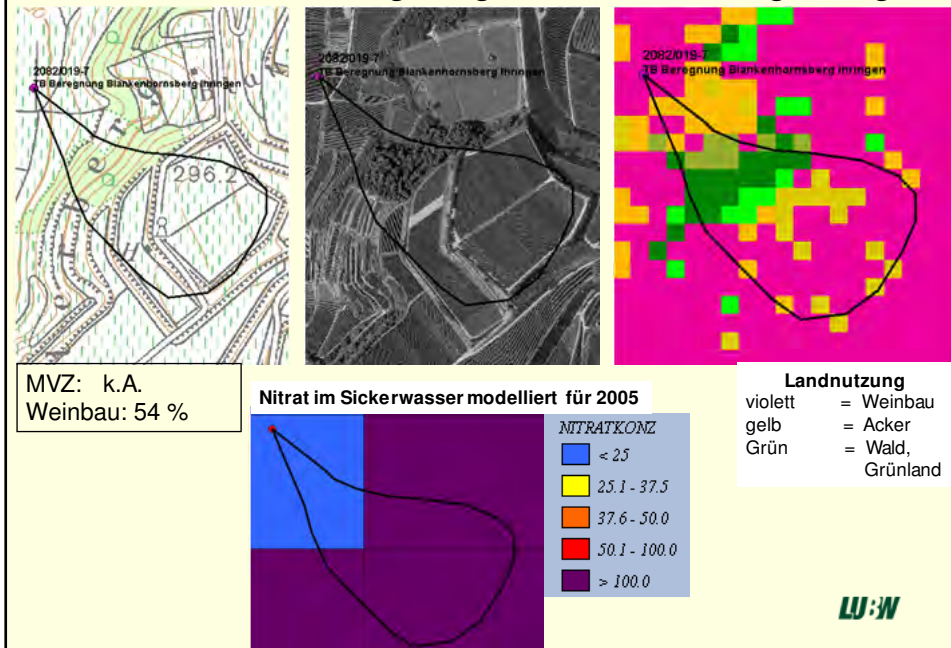 2082/019-7
TB Beregnung Blankenhornsberg Ihringen
296.2
2082/019-7
TB Beregnung Blankenhornsberg Ihringen
2082/019-7
TB Beregnung Blankenhornsberg Ihringen
MVZ: k.A.
Weinbau: 54 %
Landnutzung
violett = Weinbau
gelb = Acker
Grün = Wald,
Grünland
Nitrat im Sickerwasser modelliert für 2005
NITRATKONZ
< 25
25.1 - 37.5
37.6 - 50.0
50.1 - 100.0
> 100.0
LU:W